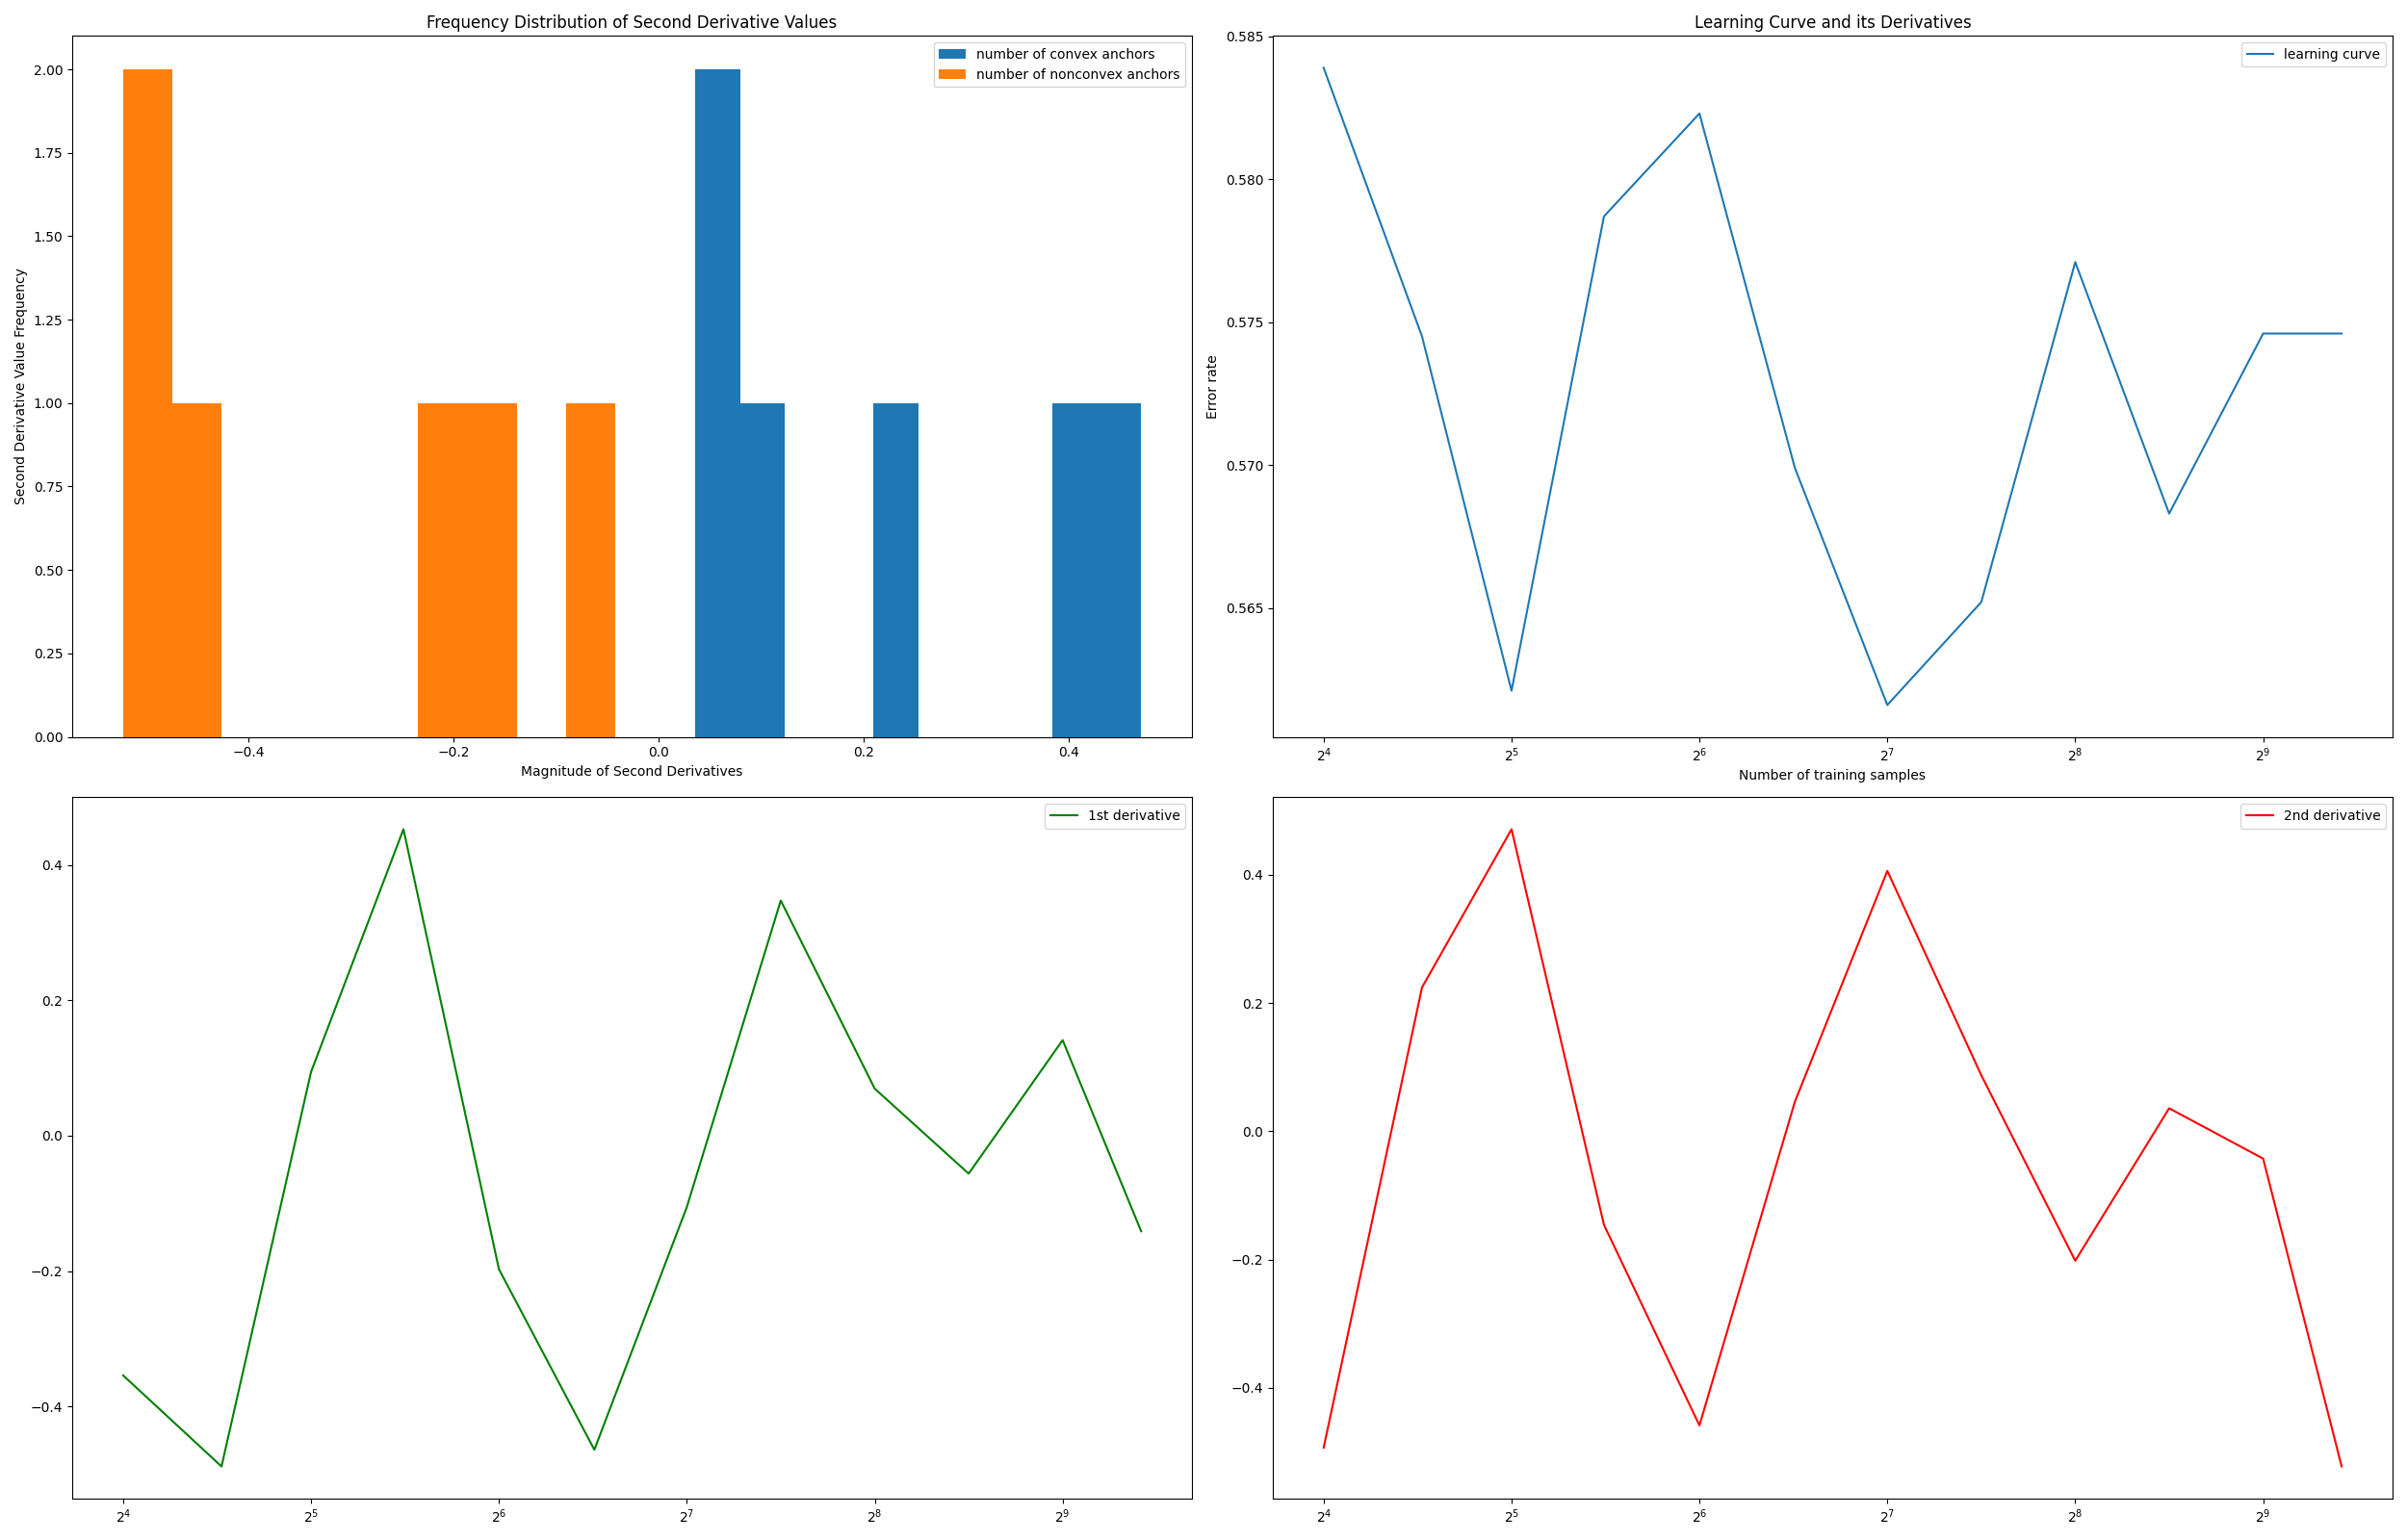 Frequency Distribution of Second Derivative Values
number of convex anchors
number of nonconvex anchors
2.00
1.75
1.50
1.25
1.00
0.75
0.50
0.25
0.00
Second Derivative Value Frequency
−0.4 −0.2 0.0 0.2 0.4
Magnitude of Second Derivatives
Learning Curve and its Derivatives
learning curve
0.585
0.580
0.575
0.570
0.565
Error rate
2⁴ 2⁵ 2⁶ 2⁷ 2⁸ 2⁹
Number of training samples
1st derivative
0.4
0.2
0.0
−0.2
−0.4
2⁴ 2⁵ 2⁶ 2⁷ 2⁸ 2⁹
2nd derivative
0.4
0.2
0.0
−0.2
−0.4
2⁴ 2⁵ 2⁶ 2⁷ 2⁸ 2⁹